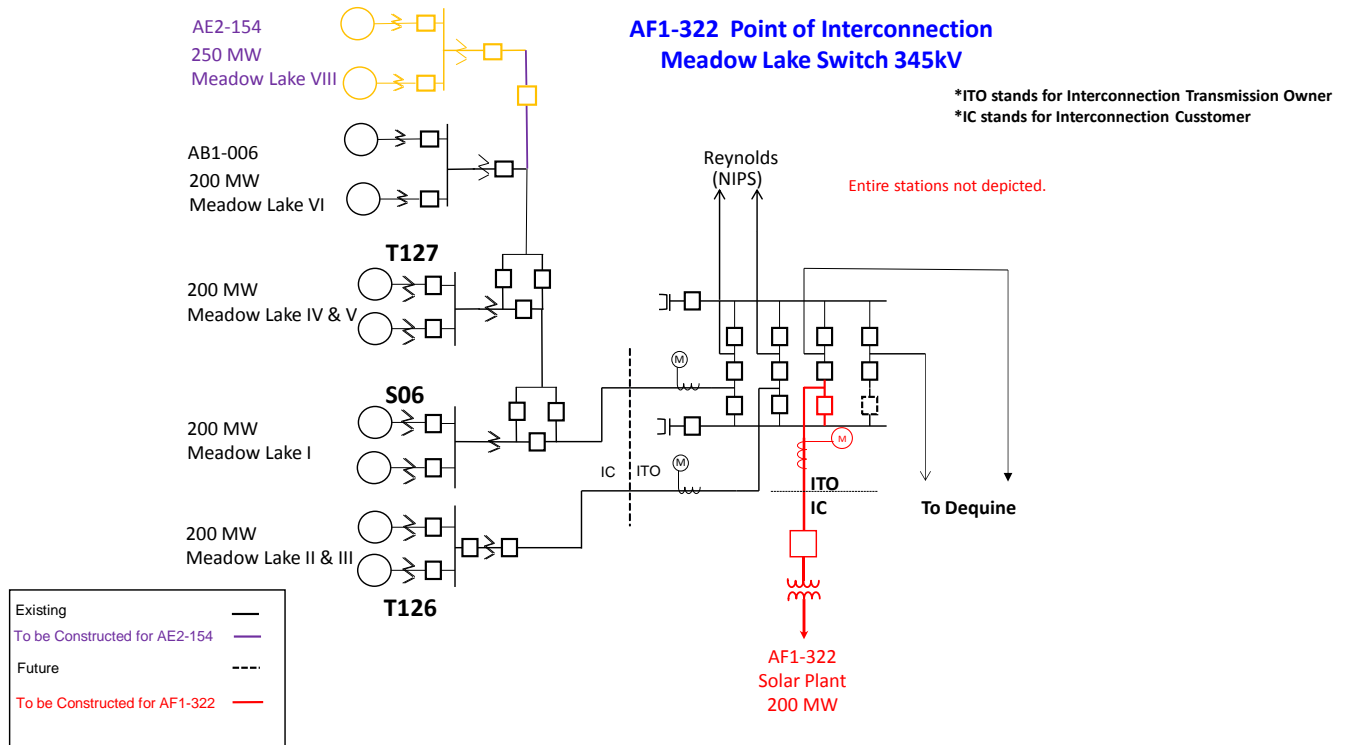 AF1-322 Point of Interconnection
Meadow Lake Switch 345kV
*ITO stands for Interconnection Transmission Owner
*IC stands for Interconnection Cusstomer
AE2-154
250 MW
Meadow Lake VIII
AB1-006
200 MW
Meadow Lake VI
Reynolds
(NIPS)
Entire stations not depicted.
T127
200 MW
Meadow Lake IV & V
M
S06
200 MW
Meadow Lake I
M
IC
ITO
M
ITO
IC
To Dequine
200 MW
Meadow Lake II & III
T126
AF1-322
Solar Plant
200 MW
Existing
To be Constructed for AE2-154
Future
To be Constructed for AF1-322